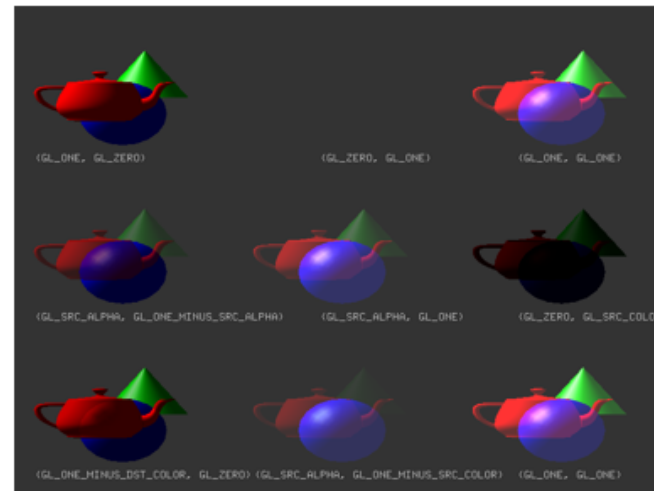 (GL_ONE, GL_ZERO)
(GL_ZERO, GL_ONE)
(GL_ONE, GL_ONE)
(GL_SRC_ALPHA, GL_ONE_MINUS_SRC_ALPHA)
(GL_SRC_ALPHA, GL_ONE)
(GL_ZERO, GL_SRC_COLO
(GL_ONE_MINUS_DST_COLOR, GL_ZERO)
(GL_SRC_ALPHA, GL_ONE_MINUS_SRC_COLOR)
(GL_ONE, GL_ONE)